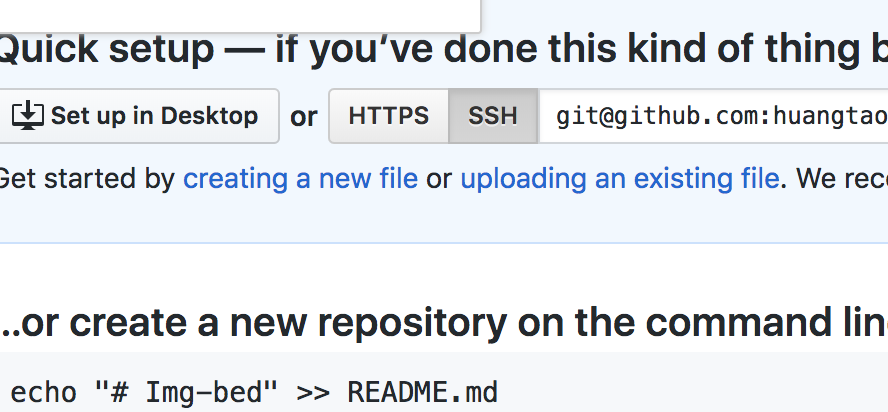 Quick setup — if you’ve done this kind of thing b
Set up in Desktop or HTTPS SSH git@github.com:huangtao
Get started by creating a new file or uploading an existing file. We rec
...or create a new repository on the command lin
echo "# Img-bed" >> README.md